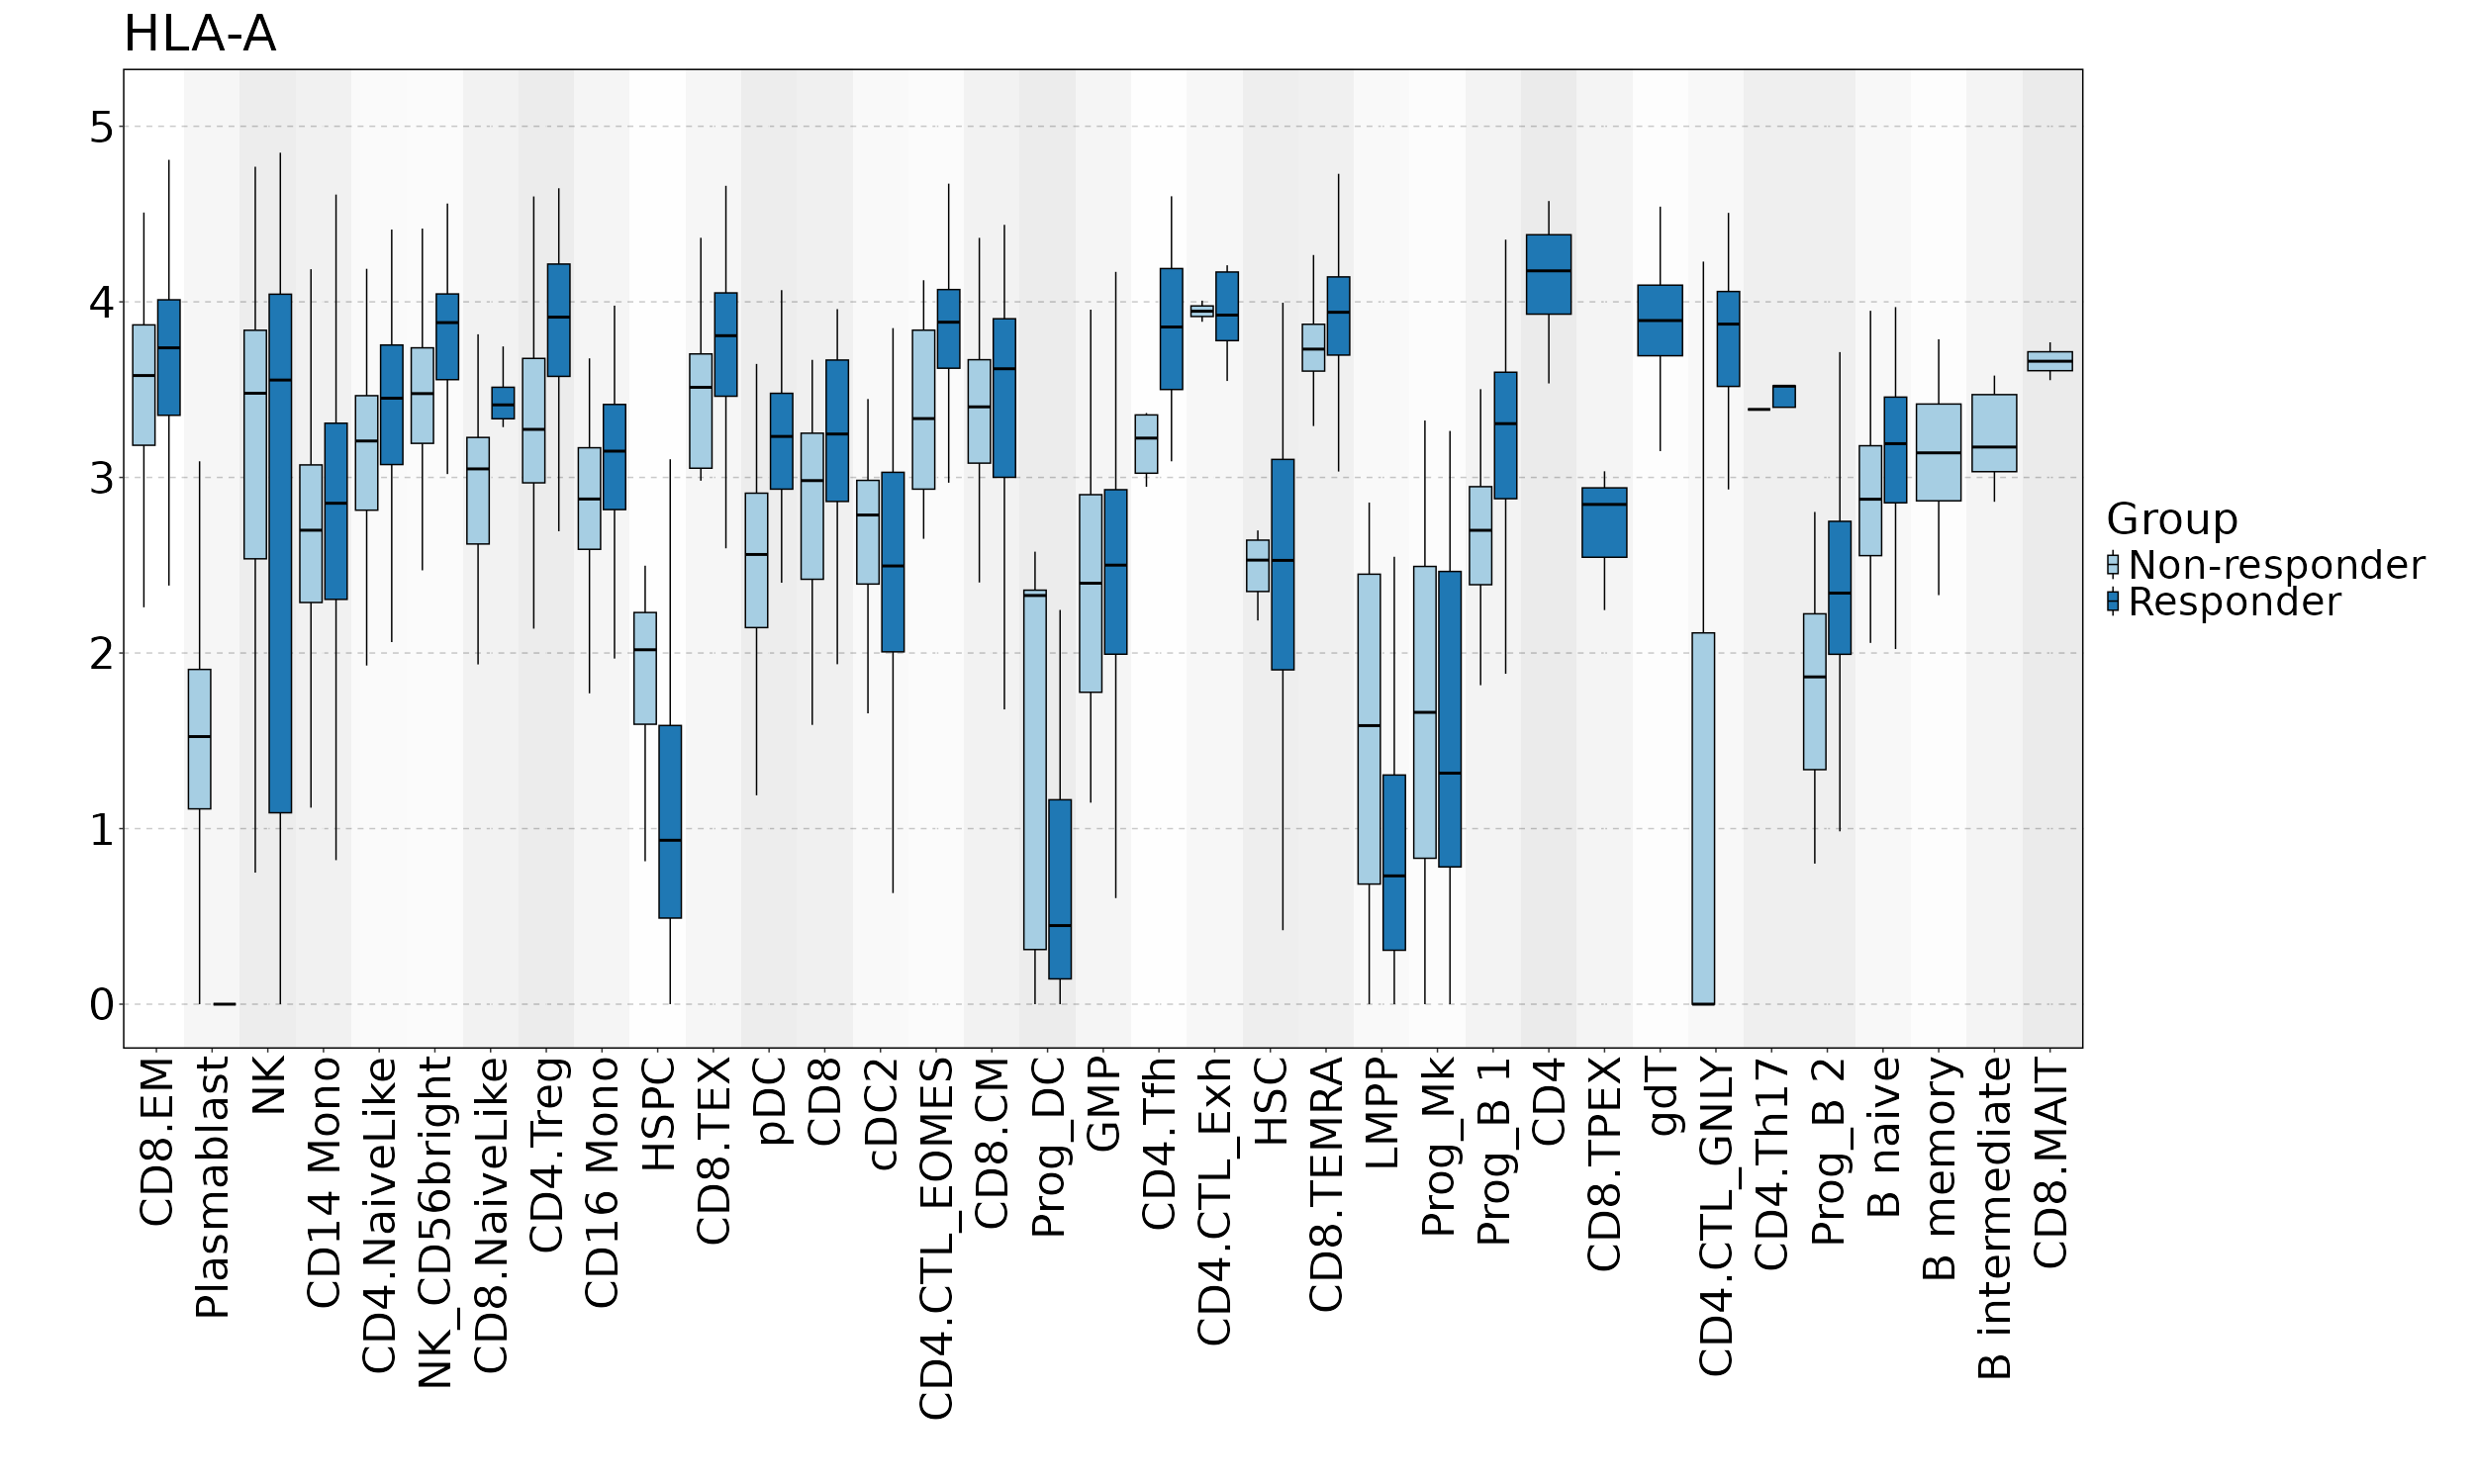 HLA-A
5
4
3
2
1
0
CD8.EM
Plasmablast
NK
CD14 Mono
CD4.NaiveLike
NK_CD56bright
CD8.NaiveLike
CD4.Treg
CD16 Mono
HSPC
CD8.TEX
pDC
CD8
cDC2
CD4.CTL_EOMES
CD8.CM
Prog_DC
GMP
CD4.Tfh
CD4.CTL_Exh
HSC
CD8.TEMRA
LMPP
Prog_Mk
Prog_B 1
CD4
CD8.TPEX
gdT
CD4.CTL_GNLY
CD4.Th17
Prog_B 2
B naive
B memory
B intermediate
CD8.MAIT
Group
Non-responder
Responder